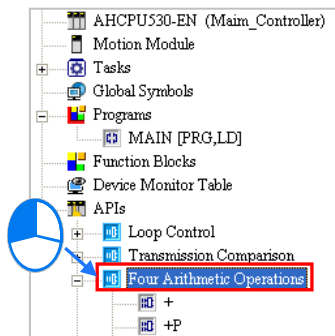 AHCPU530-EN (Maim_Controller)
Motion Module
Tasks
Global Symbols
Programs
MAIN [PRG,LD]
Function Blocks
Device Monitor Table
APIs
Loop Control
Transmission Comparison
Four Arithmetic Operations
+
+P